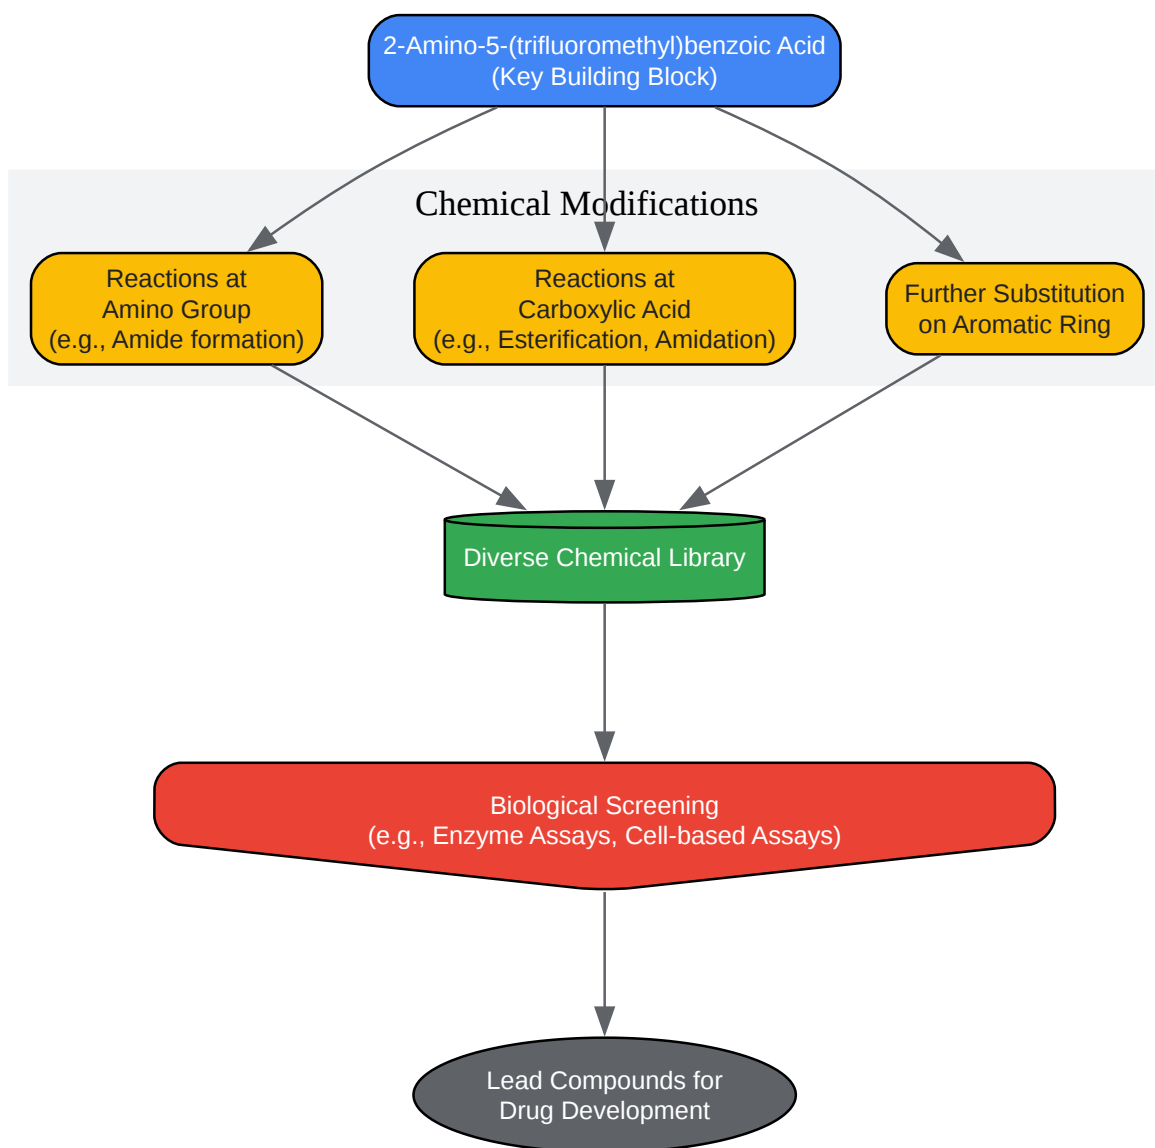 2-Amino-5-(trifluoromethyl)benzoic Acid
(Key Building Block)
Chemical Modifications
Reactions at
Amino Group
(e.g., Amide formation)
Reactions at
Carboxylic Acid
(e.g., Esterification, Amidation)
Further Substitution
on Aromatic Ring
Diverse Chemical Library
Biological Screening
(e.g., Enzyme Assays, Cell-based Assays)
Lead Compounds for
Drug Development